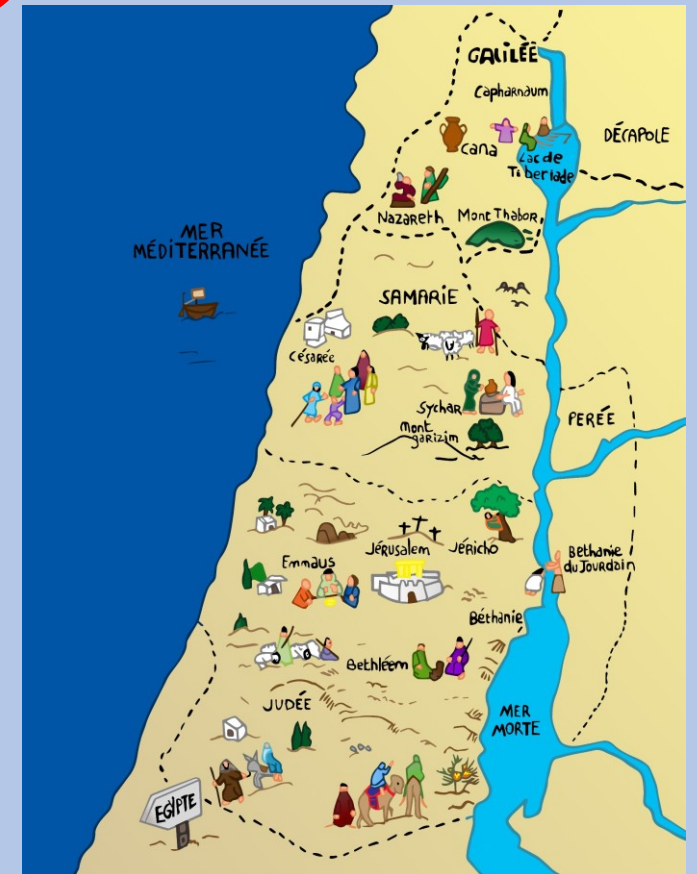 GALILÉE
Capharnaum
DÉCAPOLE
Cana
Lac de
Tiberiade
Nazareth
Mont Thabor
MER
MÉDITERRANÉE
SAMARIE
Césarée
Sychar
PERÉE
Mont
garizim
Jérusalem
Jéricho
Emmaus
Béthanie
du Jourdain
Béthanie
Bethléem
JUDÉE
MER
MORTE
EGYPTE